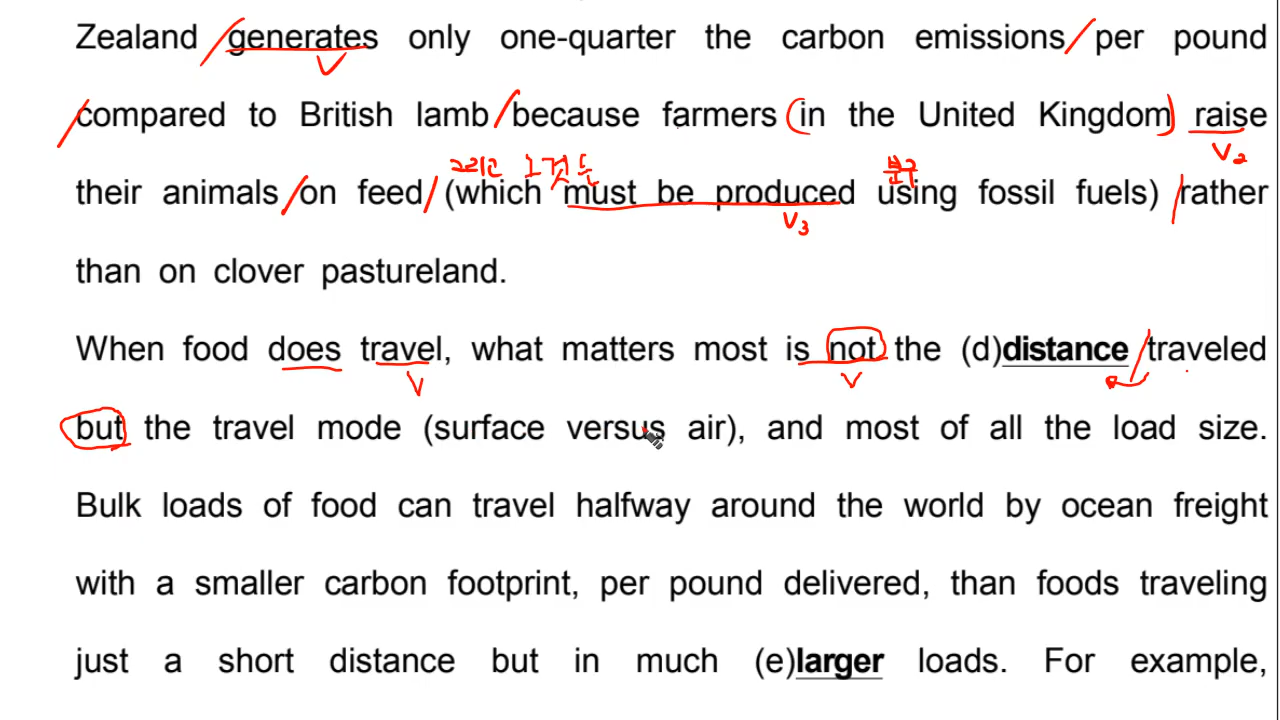 Zealand generates only one-quarter the carbon emissions per pound
V
compared to British lamb because farmers (in the United Kingdom) raise
V2
그리고 그것은 분구
their animals on feed (which must be produced using fossil fuels) rather
V3
than on clover pastureland.
When food does travel, what matters most is not the (d)distance traveled
V V
but the travel mode (surface versus air), and most of all the load size.
Bulk loads of food can travel halfway around the world by ocean freight
with a smaller carbon footprint, per pound delivered, than foods traveling
just a short distance but in much (e)larger loads. For example,